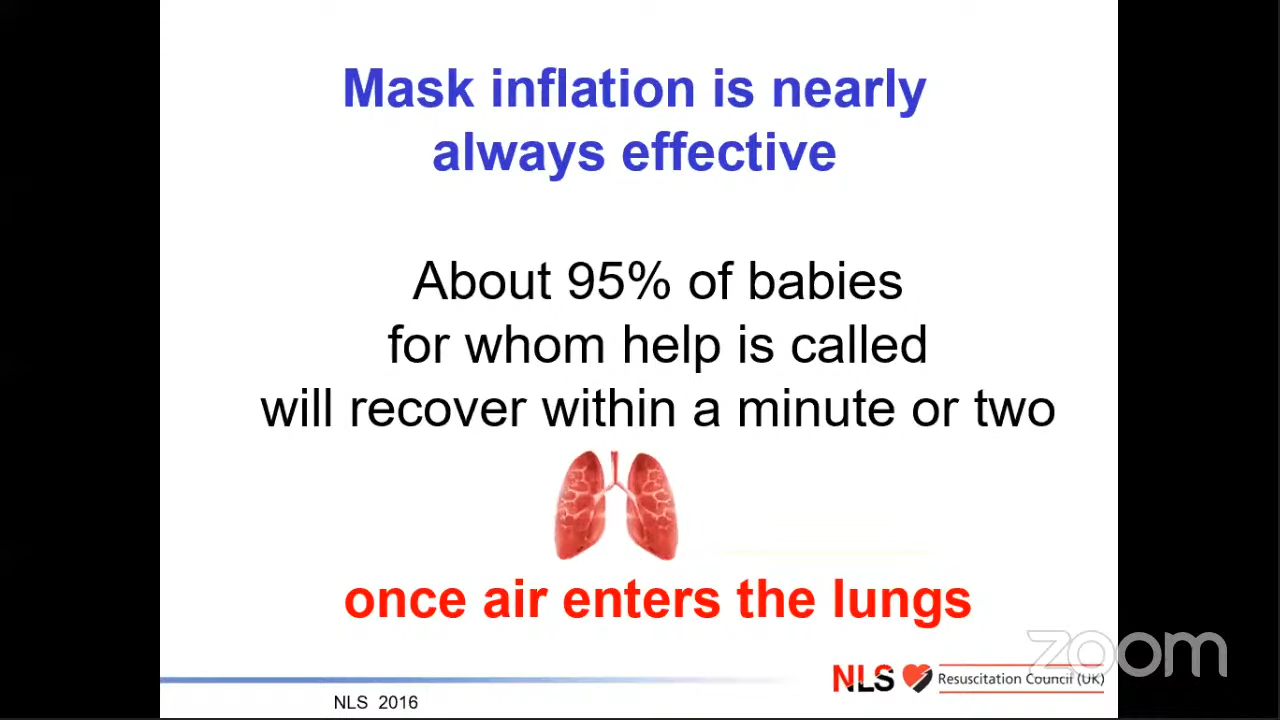 Mask inflation is nearly
always effective
About 95% of babies
for whom help is called
will recover within a minute or two
once air enters the lungs
zoom
NLS Resuscitation Council (UK)
NLS 2016